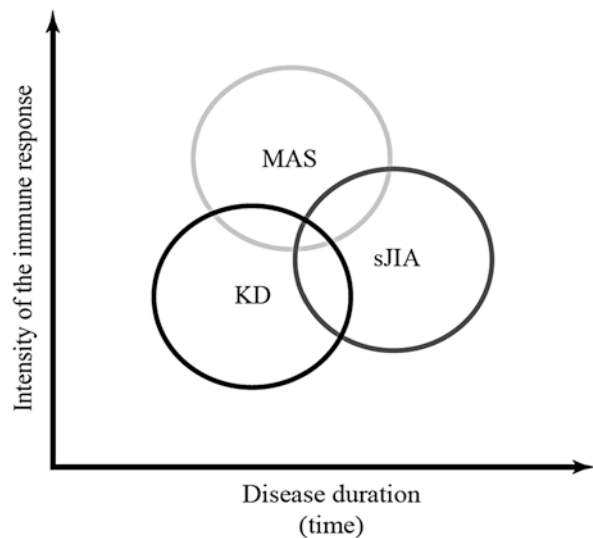 Intensity of the immune response
MAS
sJIA
KD
Disease duration
(time)